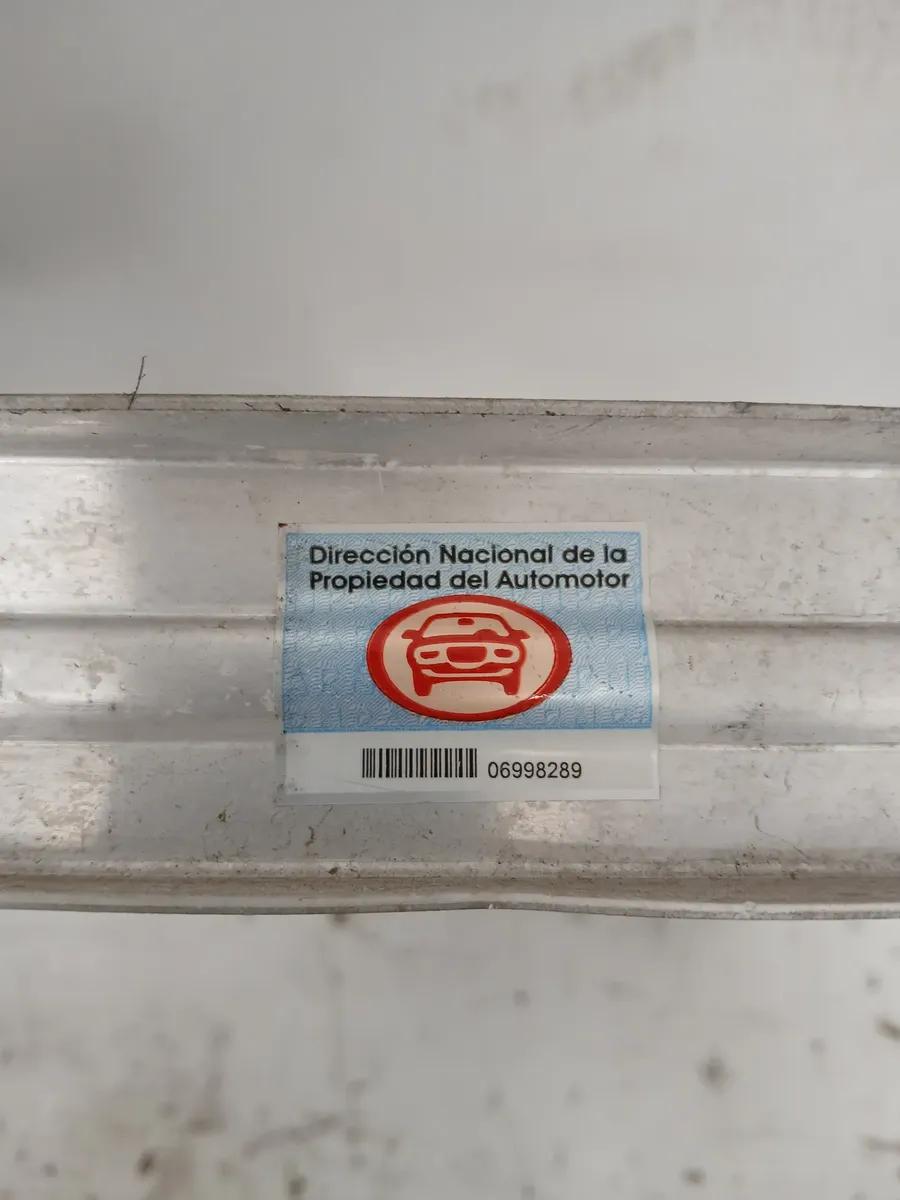 Dirección Nacional de la
Propiedad del Automotor
06998289